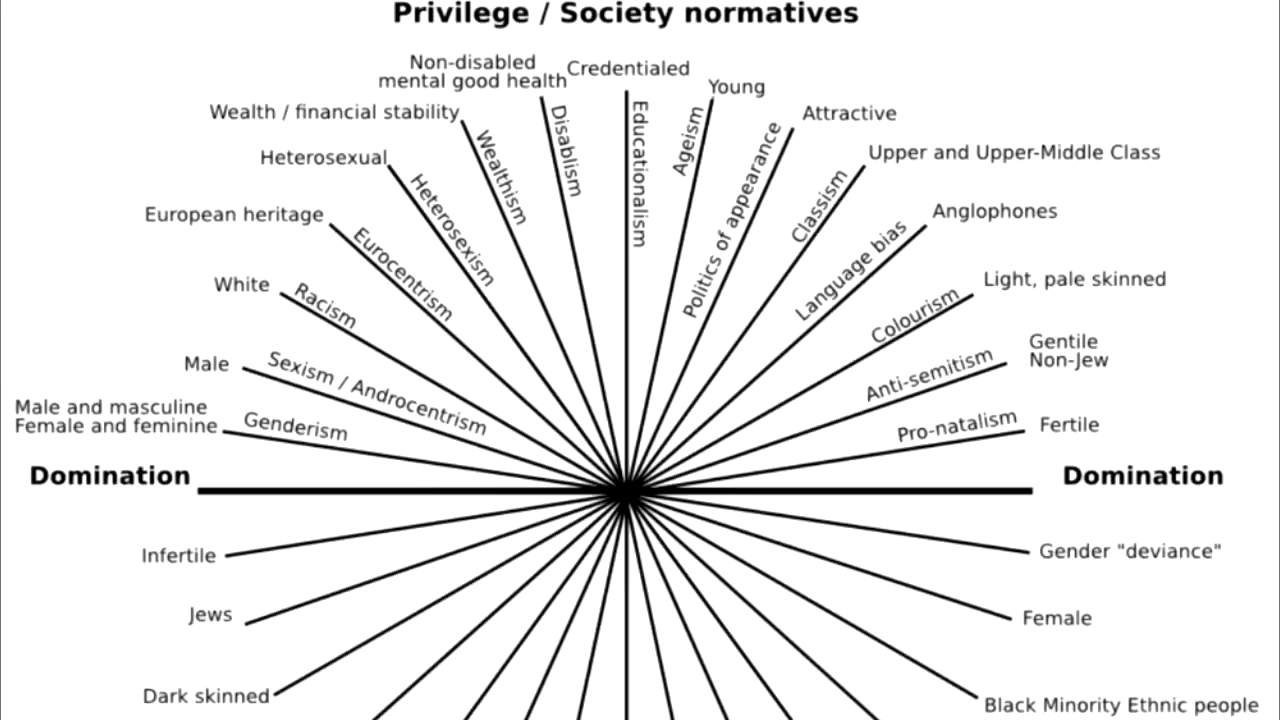 Privilege / Society normatives
Non-disabled
mental good health
Credentialed
Young
Wealth / financial stability
Attractive
Heterosexual
Upper and Upper-Middle Class
European heritage
Anglophones
White
Light, pale skinned
Male
Gentile
Non-Jew
Male and masculine
Female and feminine
Fertile
Genderism
Sexism / Androcentrism
Racism
Eurocentrism
Heterosexism
Wealthism
Disablism
Educationalism
Ageism
Politics of appearance
Classism
Language bias
Colourism
Anti-semitism
Pro-natalism
Domination
Domination
Infertile
Gender "deviance"
Jews
Female
Dark skinned
Black Minority Ethnic people